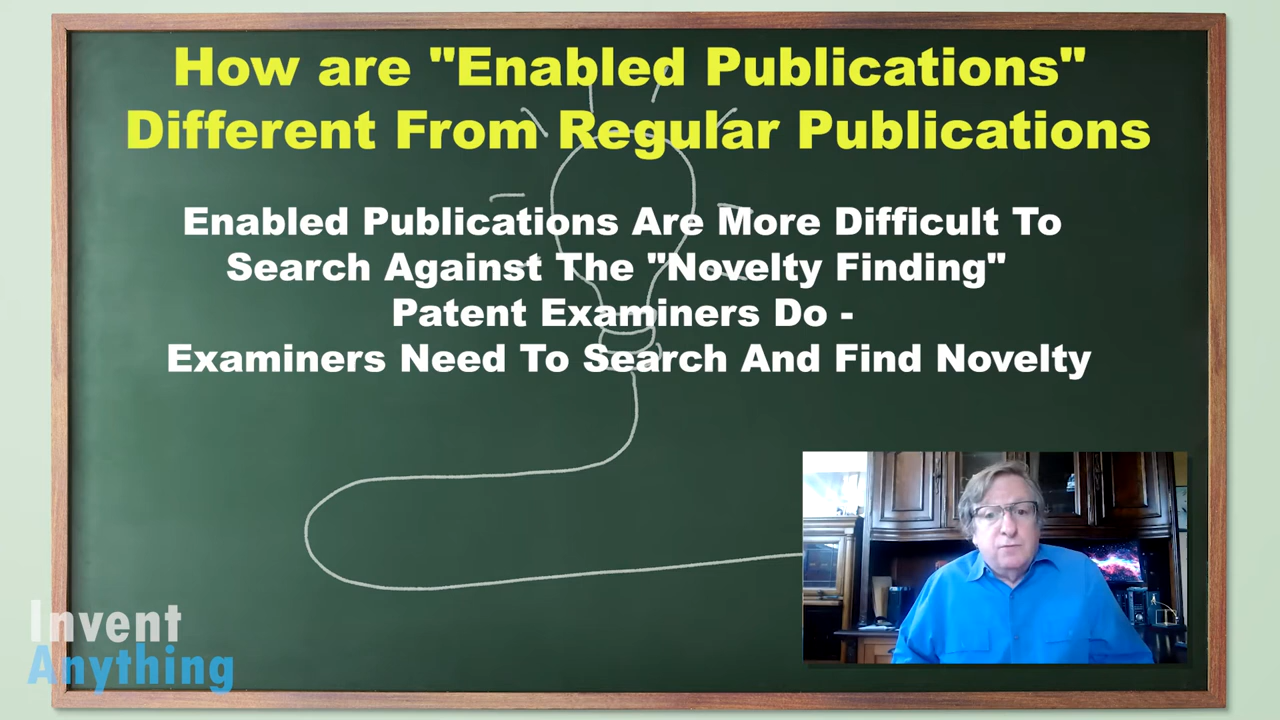 How are "Enabled Publications"
Different From Regular Publications
Enabled Publications Are More Difficult To
Search Against The "Novelty Finding"
Patent Examiners Do -
Examiners Need To Search And Find Novelty
Invent
Anything